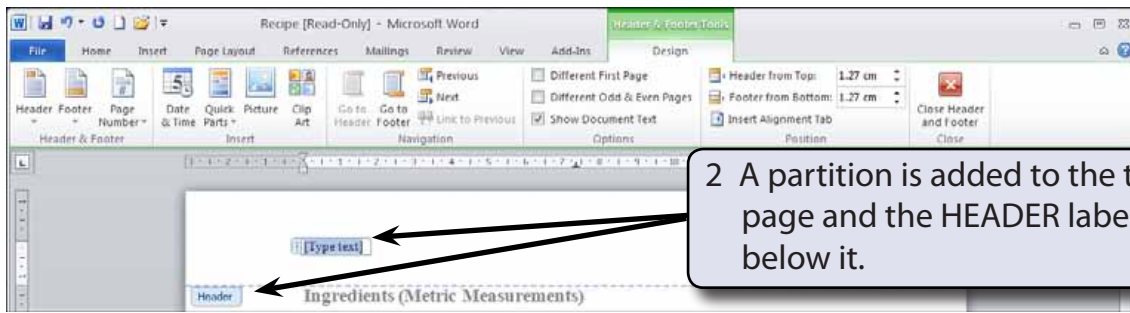 Recipe [Read-Only] - Microsoft Word
Header & Footer Tools
File Home Insert Page Layout References Mailings Review View Add-Ins Design
Header Footer Page Number
Date & Time Quick Parts Picture Clip Art
Go to Header Go to Footer
Previous
Next
Link to Previous
Different First Page
Different Odd & Even Pages
Show Document Text
Header from Top: 1.27 cm
Footer from Bottom: 1.27 cm
Insert Alignment Tab
Close Header and Footer
Header & Footer Insert Navigation Options Position Close
2 A partition is added to the t
page and the HEADER labe
below it.
[Type text]
Header
Ingredients (Metric Measurements)